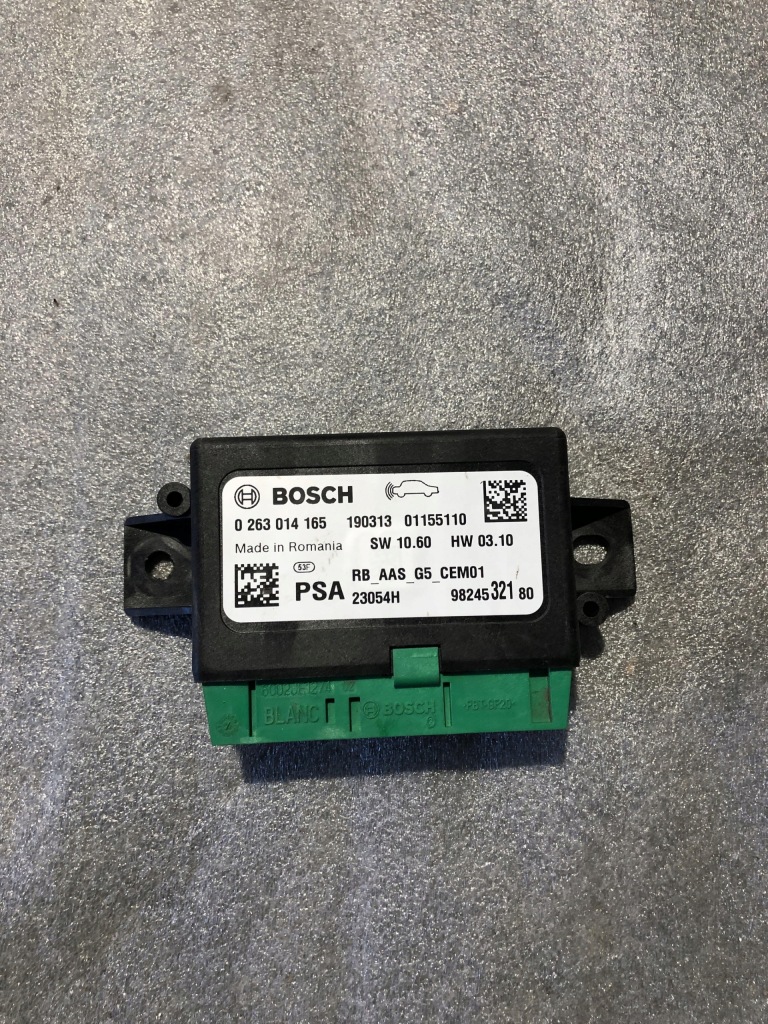 BOSCH
0 263 014 165 190313 01155110
Made in Romania SW 10.60 HW 03.10
53F
PSA RB_AAS_G5_CEM01
23054H 98245 321 80
BLANC BOSCH